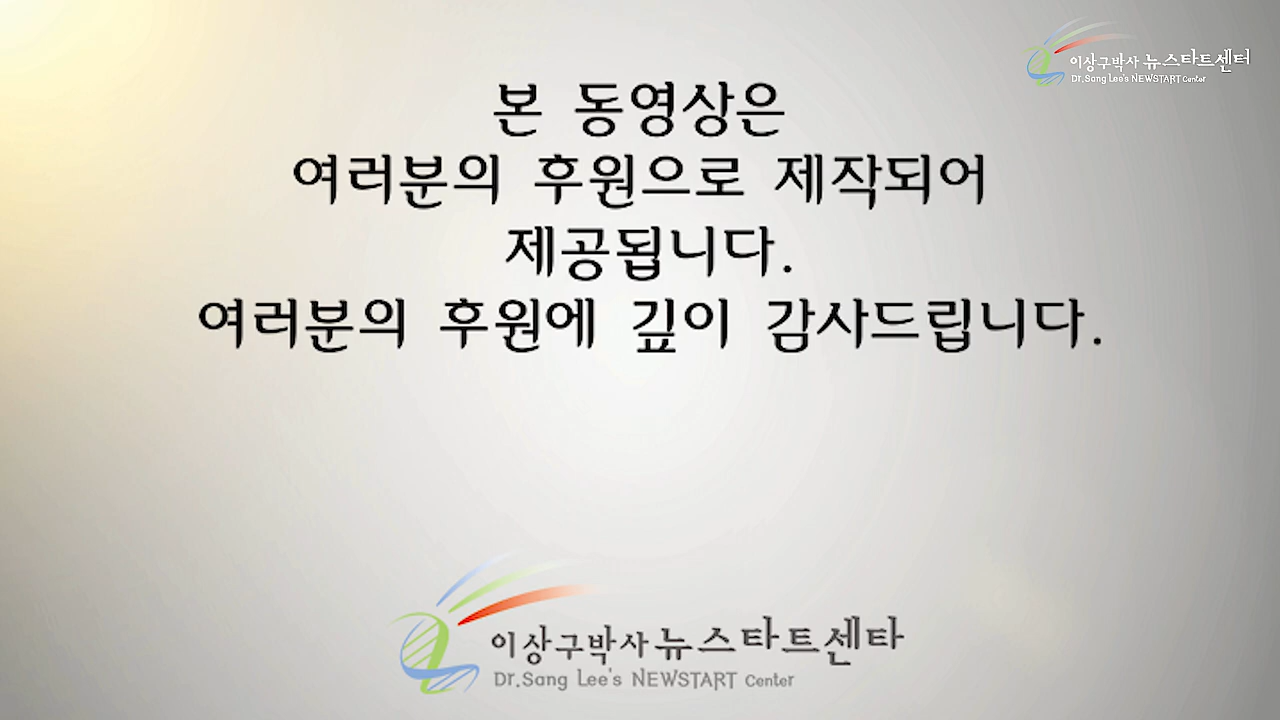 이상구박사 뉴스타트센터
Dr.Sang Lee's NEWSTART Center
본 동영상은
여러분의 후원으로 제작되어
제공됩니다.
여러분의 후원에 깊이 감사드립니다.
이상구박사 뉴스타트센타
Dr.Sang Lee's NEWSTART Center